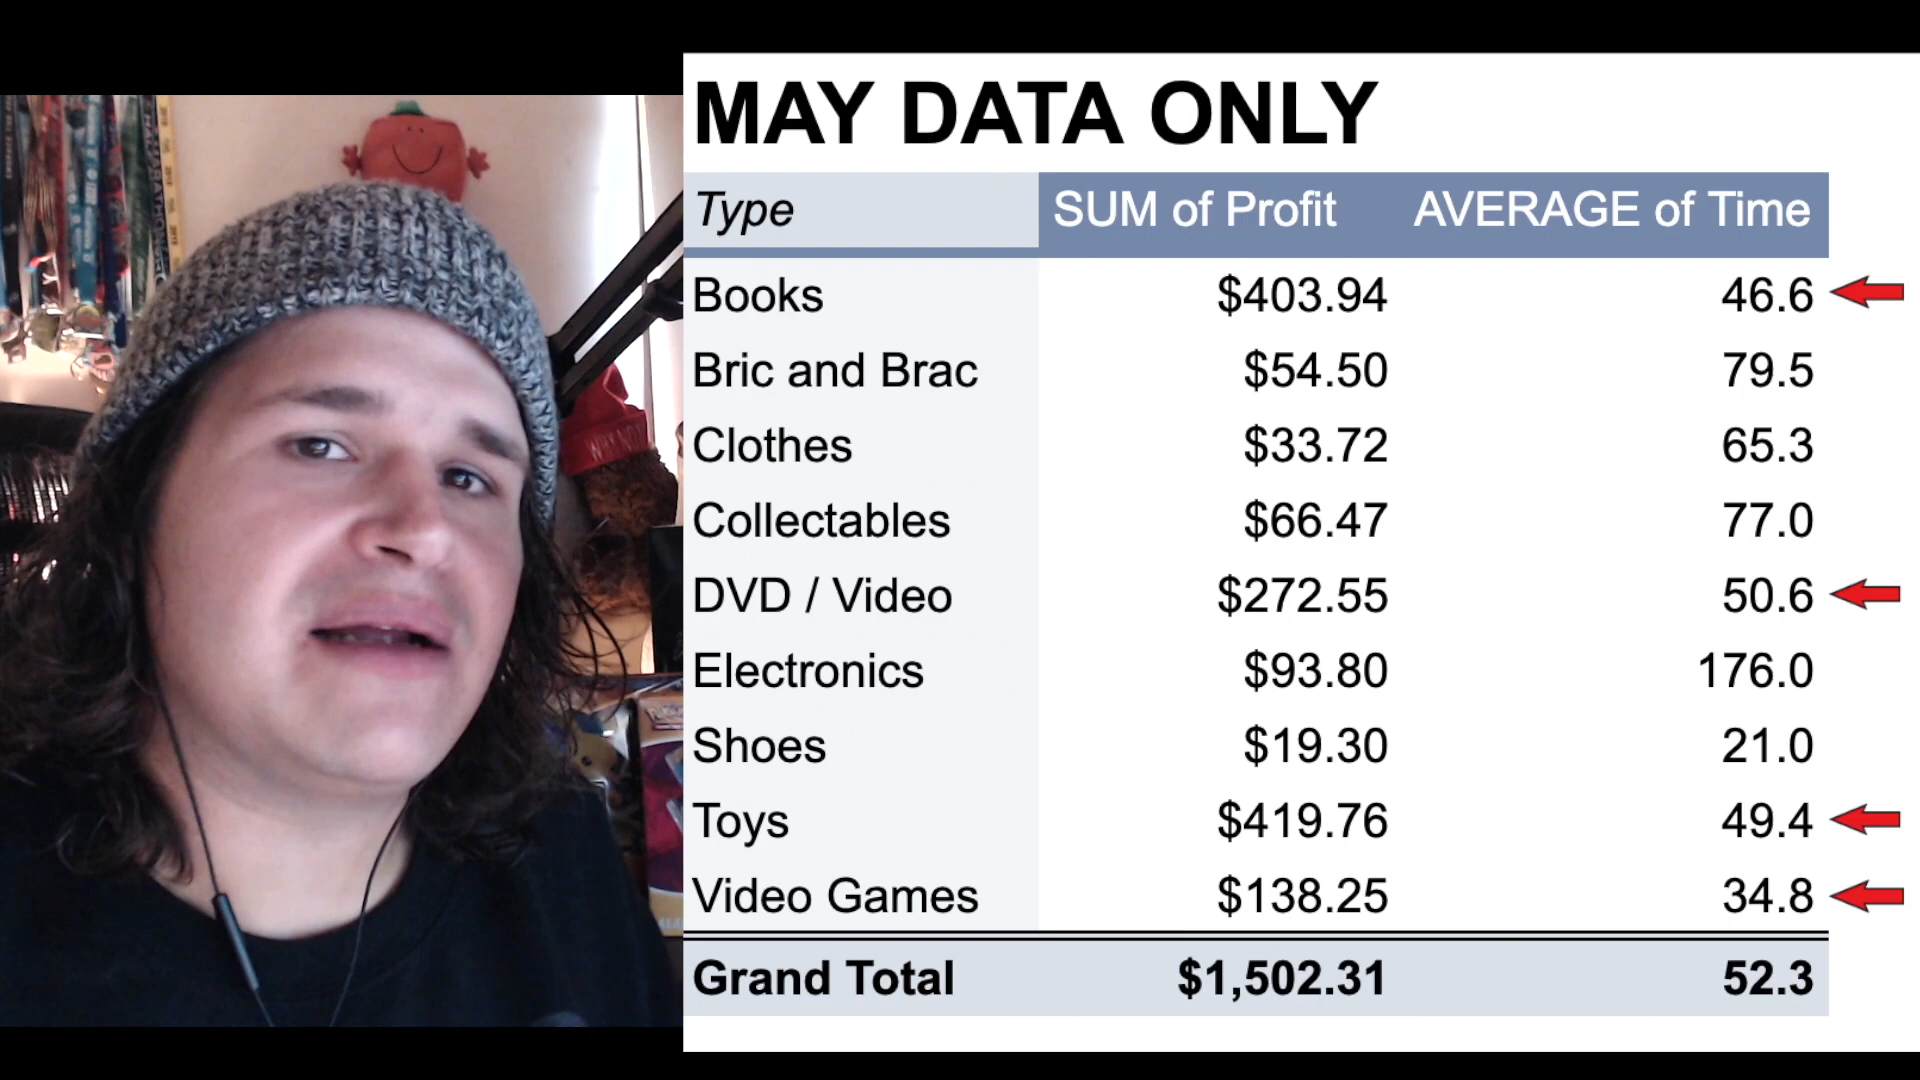 MAY DATA ONLY
Type SUM of Profit AVERAGE of Time
Books $403.94 46.6
Bric and Brac $54.50 79.5
Clothes $33.72 65.3
Collectables $66.47 77.0
DVD / Video $272.55 50.6
Electronics $93.80 176.0
Shoes $19.30 21.0
Toys $419.76 49.4
Video Games $138.25 34.8
Grand Total $1,502.31 52.3